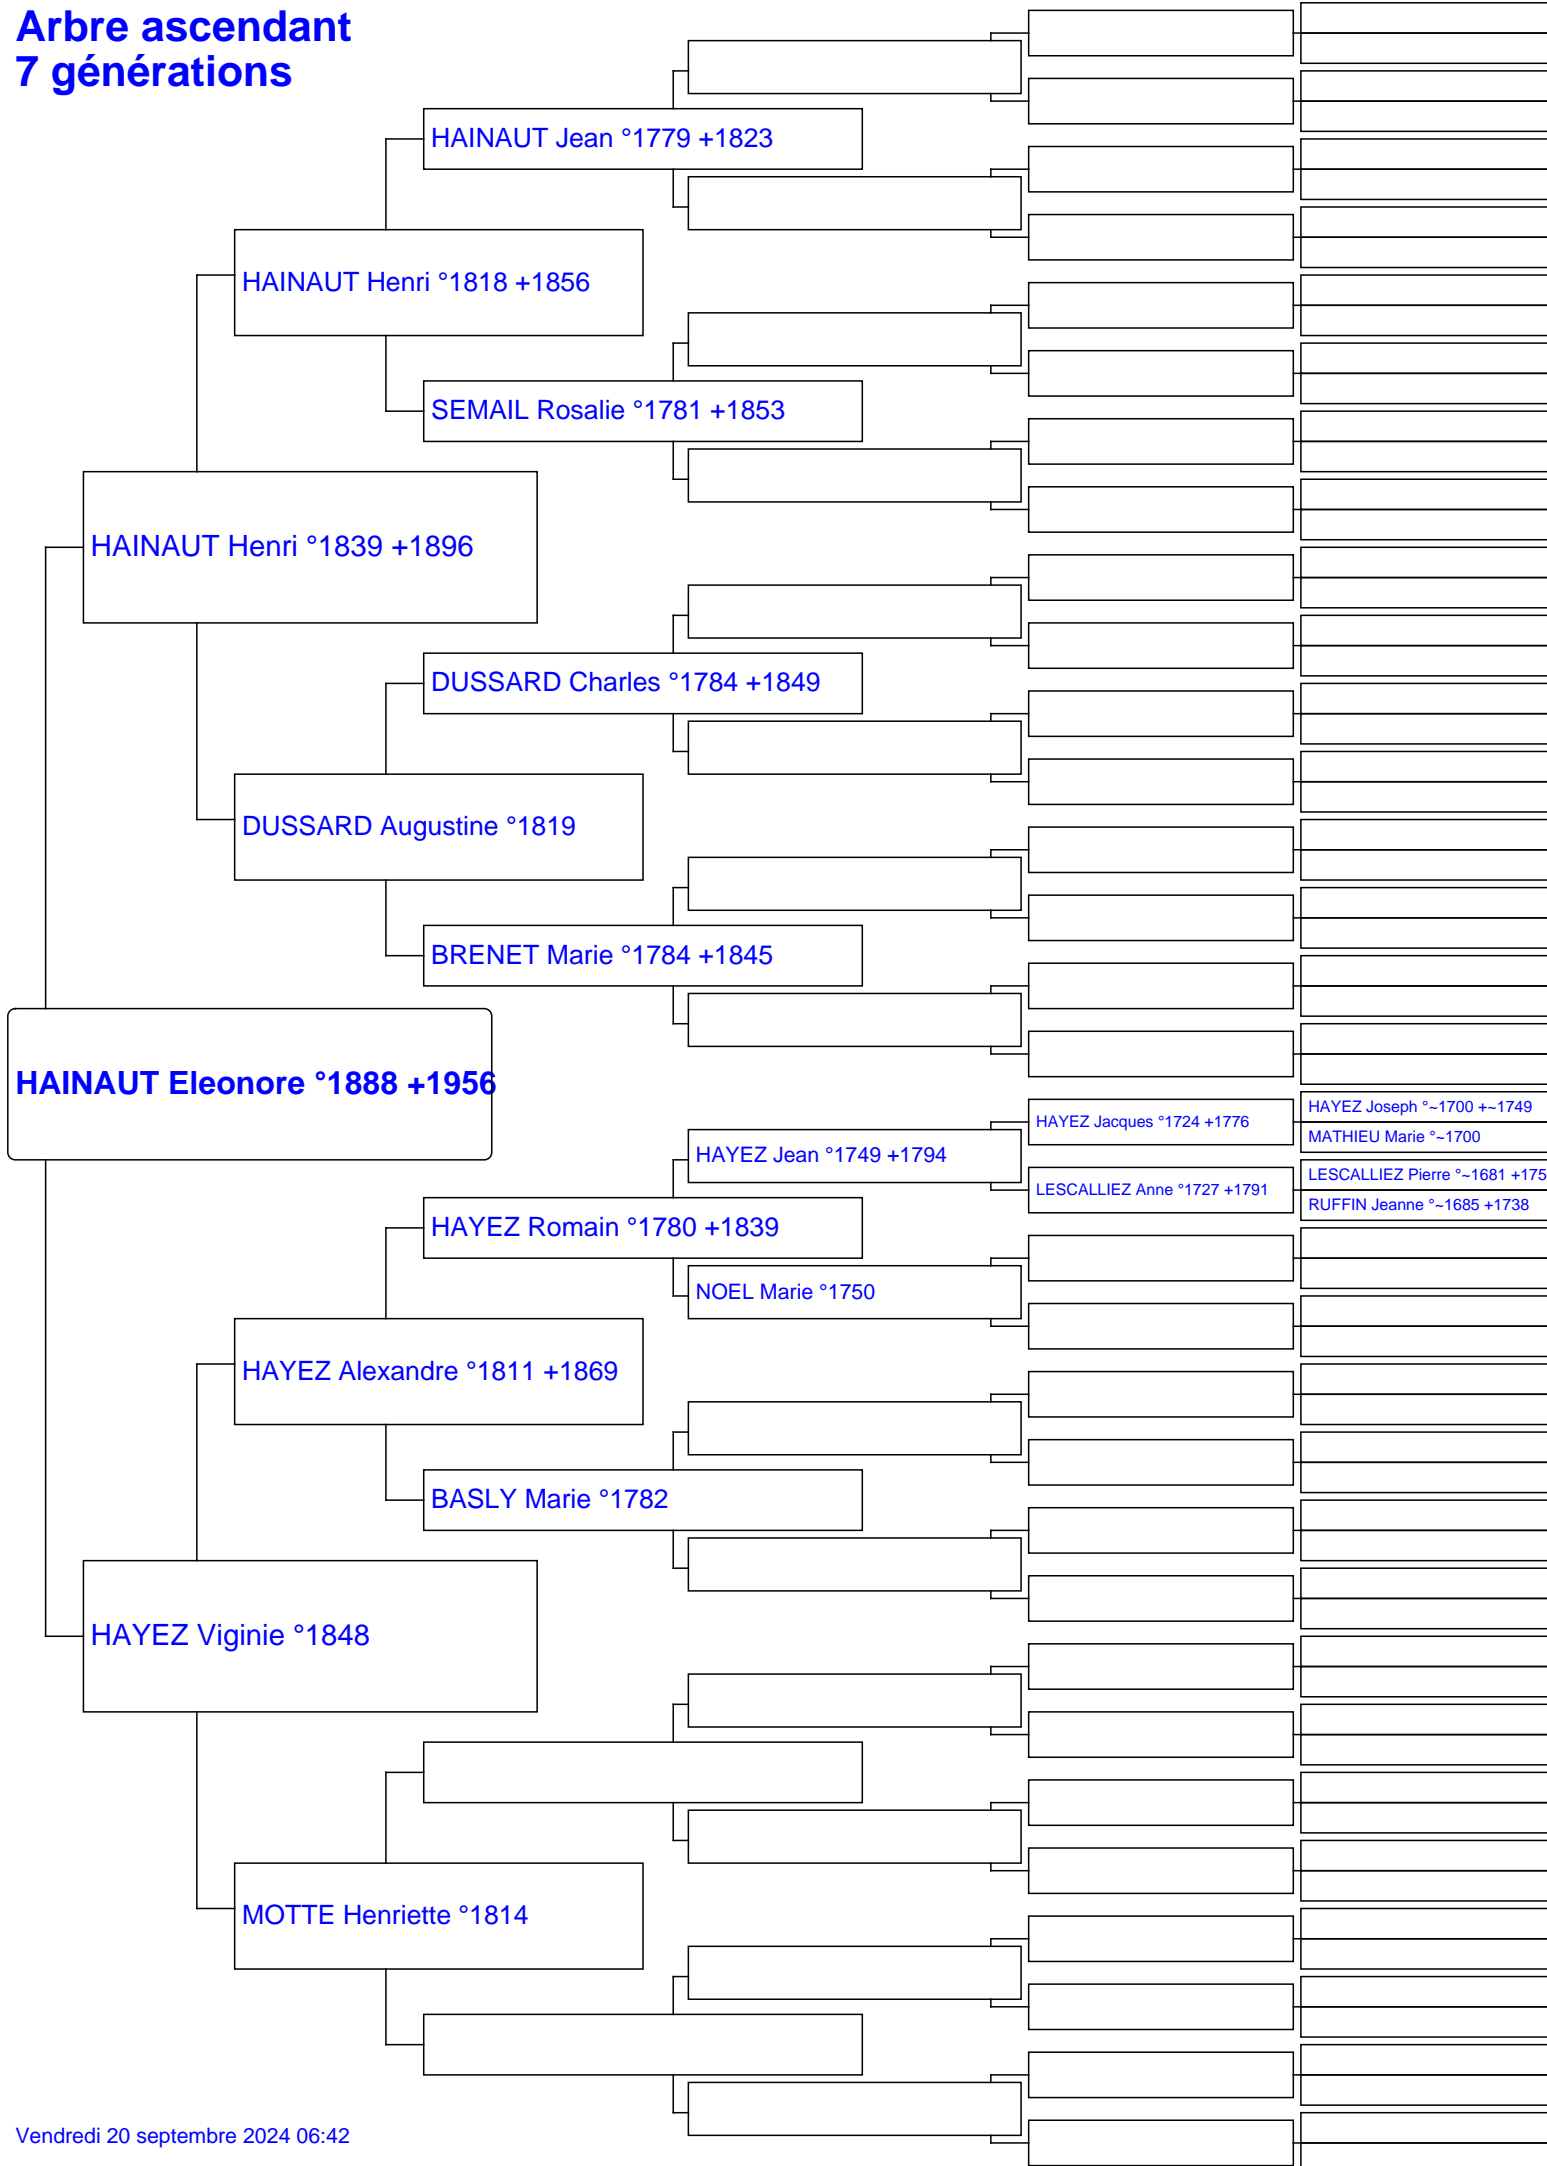 Arbre ascendant
7 générations
HAINAUT Jean °1779 +1823
HAINAUT Henri °1818 +1856
SEMAIL Rosalie °1781 +1853
HAINAUT Henri °1839 +1896
DUSSARD Charles °1784 +1849
DUSSARD Augustine °1819
BRENET Marie °1784 +1845
HAINAUT Eleonore °1888 +1956
HAYEZ Joseph °~1700 +~1749
HAYEZ Jacques °1724 +1776
MATHIEU Marie °~1700
HAYEZ Jean °1749 +1794
LESCALLIEZ Pierre °~1681 +175
LESCALLIEZ Anne °1727 +1791
RUFFIN Jeanne °~1685 +1738
HAYEZ Romain °1780 +1839
NOEL Marie °1750
HAYEZ Alexandre °1811 +1869
BASLY Marie °1782
HAYEZ Viginie °1848
MOTTE Henriette °1814
Vendredi 20 septembre 2024 06:42